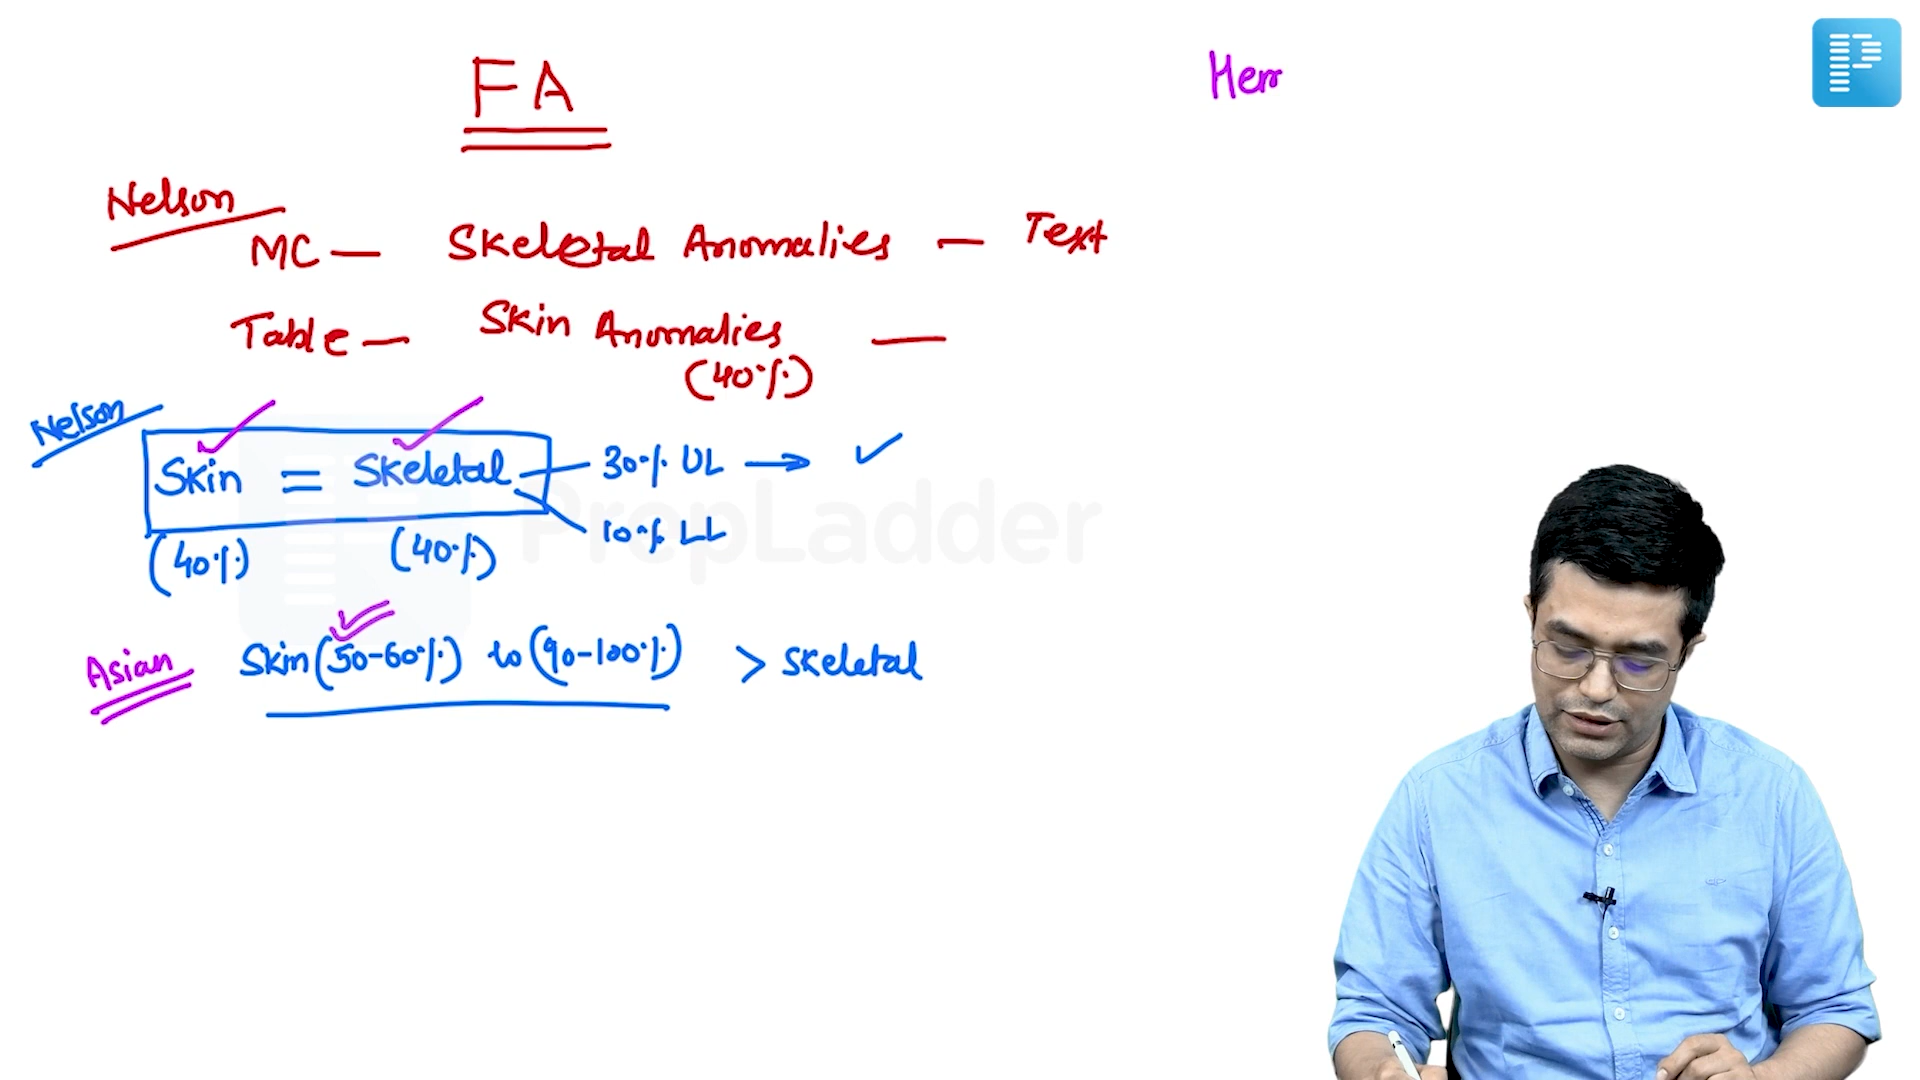 FA
Hem
Nelson
MC — Skeletal Anomalies — Text
Table — Skin Anomalies —
(40%)
Nelson
Skin = Skeletal — 30% UL → ✓
10% LL
(40%) (40%)
PrepLadder
Asian Skin (50-60%) to (90-100%) > Skeletal